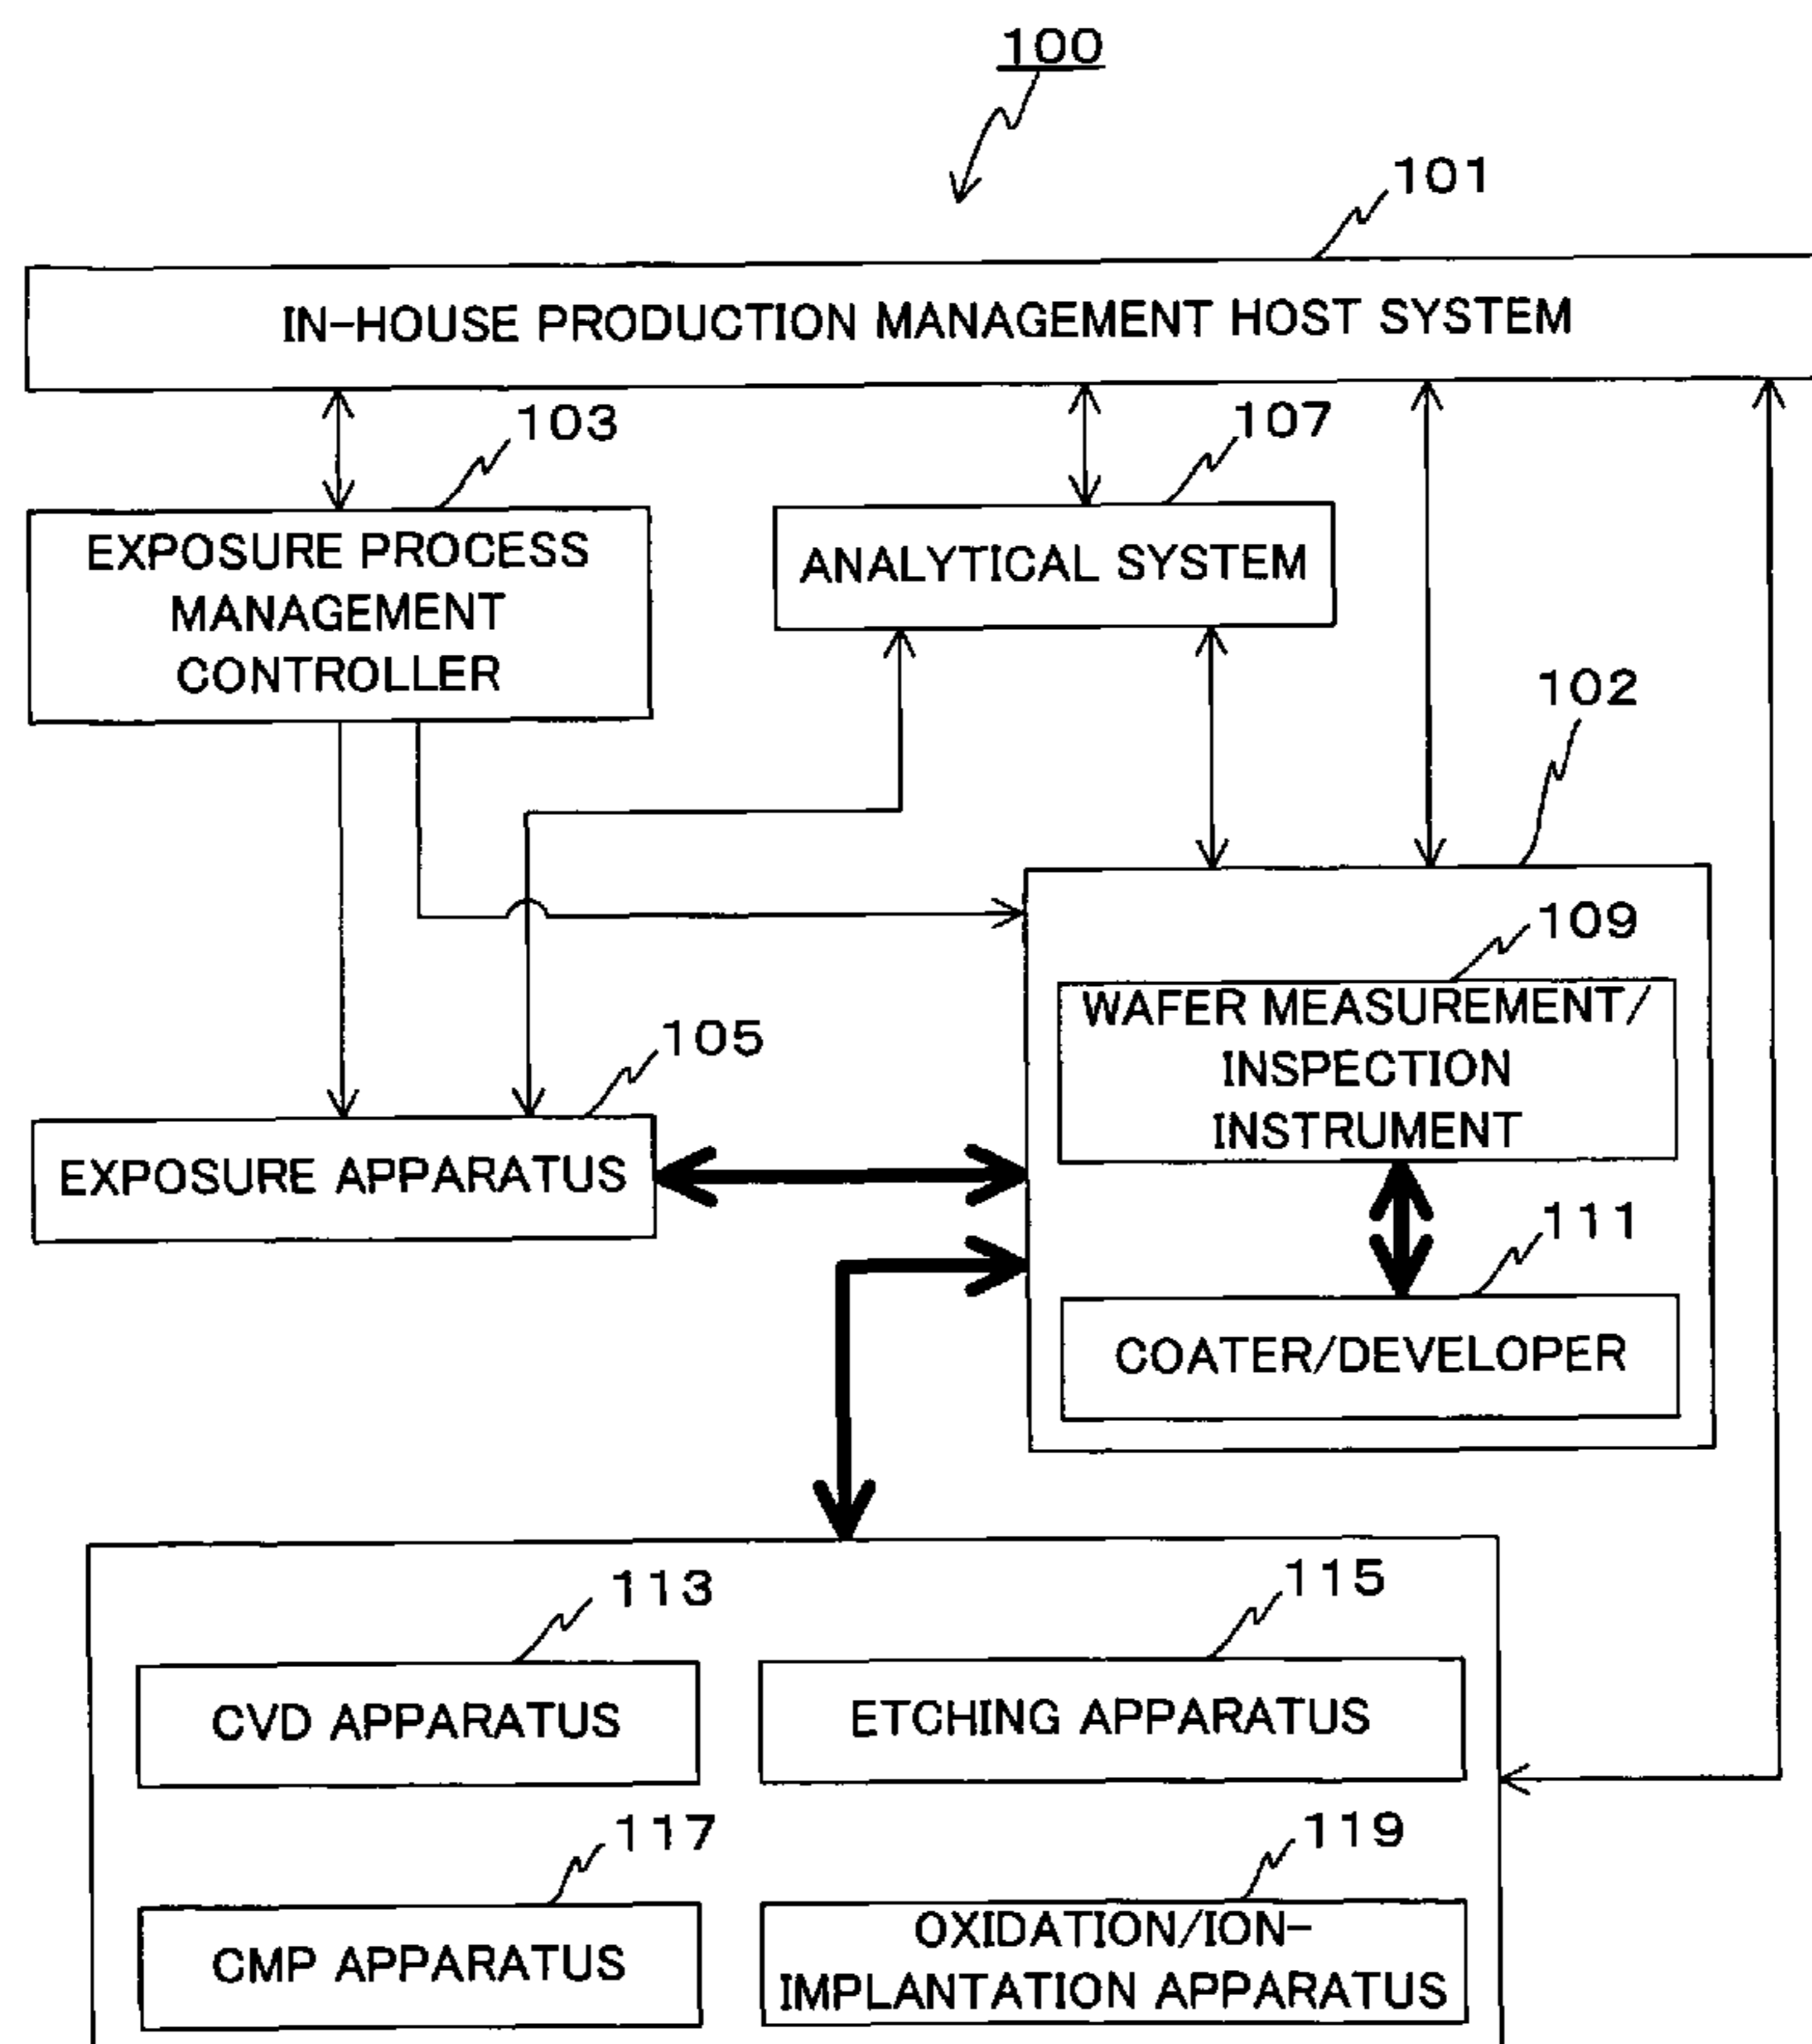 100
101
IN-HOUSE PRODUCTION MANAGEMENT HOST SYSTEM
103
107
EXPOSURE PROCESS
MANAGEMENT
CONTROLLER
ANALYTICAL SYSTEM
102
109
WAFER MEASUREMENT/
INSPECTION
INSTRUMENT
105
EXPOSURE APPARATUS
111
COATER/DEVELOPER
113
115
CVD APPARATUS
ETCHING APPARATUS
117
119
CMP APPARATUS
OXIDATION/ION-
IMPLANTATION APPARATUS